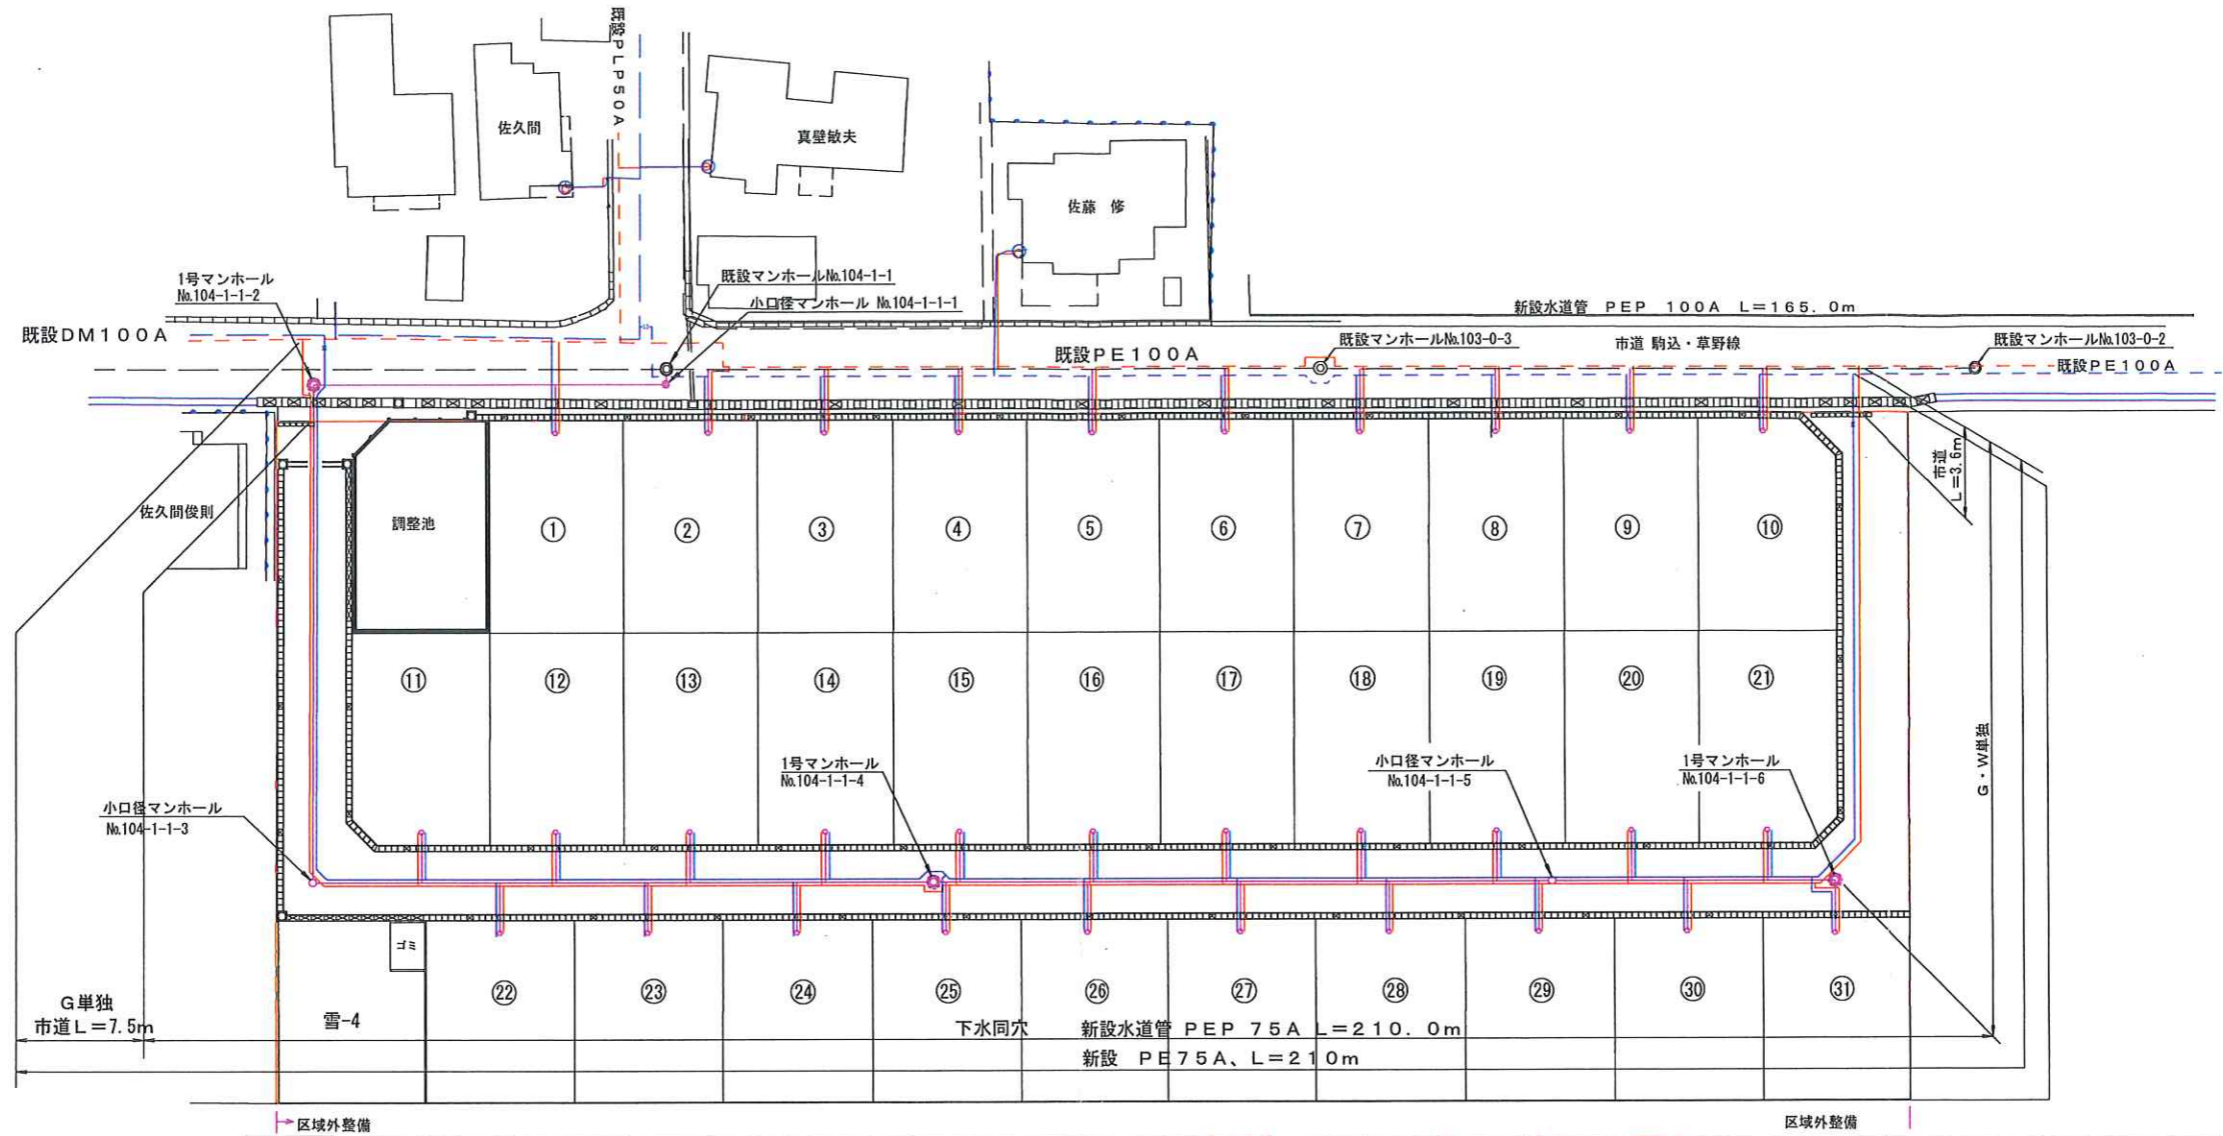 既設PLP50A
佐久間
真壁敏夫
佐藤 修
1号マンホール
No.104-1-1-2
既設マンホールNo.104-1-1
小口径マンホール No.104-1-1-1
新設水道管 PEP 100A L=165.0m
既設DM100A
既設PE100A
既設マンホールNo.103-0-3
市道 駒込・草野線
既設マンホールNo.103-0-2
既設PE100A
市道
L=3.6m
佐久間俊則
調整池
①
②
③
④
⑤
⑥
⑦
⑧
⑨
⑩
⑪
⑫
⑬
⑭
⑮
⑯
⑰
⑱
⑲
⑳
㉑
G・W単独
1号マンホール
No.104-1-1-4
小口径マンホール
No.104-1-1-5
1号マンホール
No.104-1-1-6
小口径マンホール
No.104-1-1-3
ゴミ
雪-4
㉒
㉓
㉔
㉕
㉖
㉗
㉘
㉙
㉚
㉛
G単独
市道L=7.5m
下水同穴 新設水道管 PEP 75A L=210.0m
新設 PE75A、L=210m
区域外整備
区域外整備